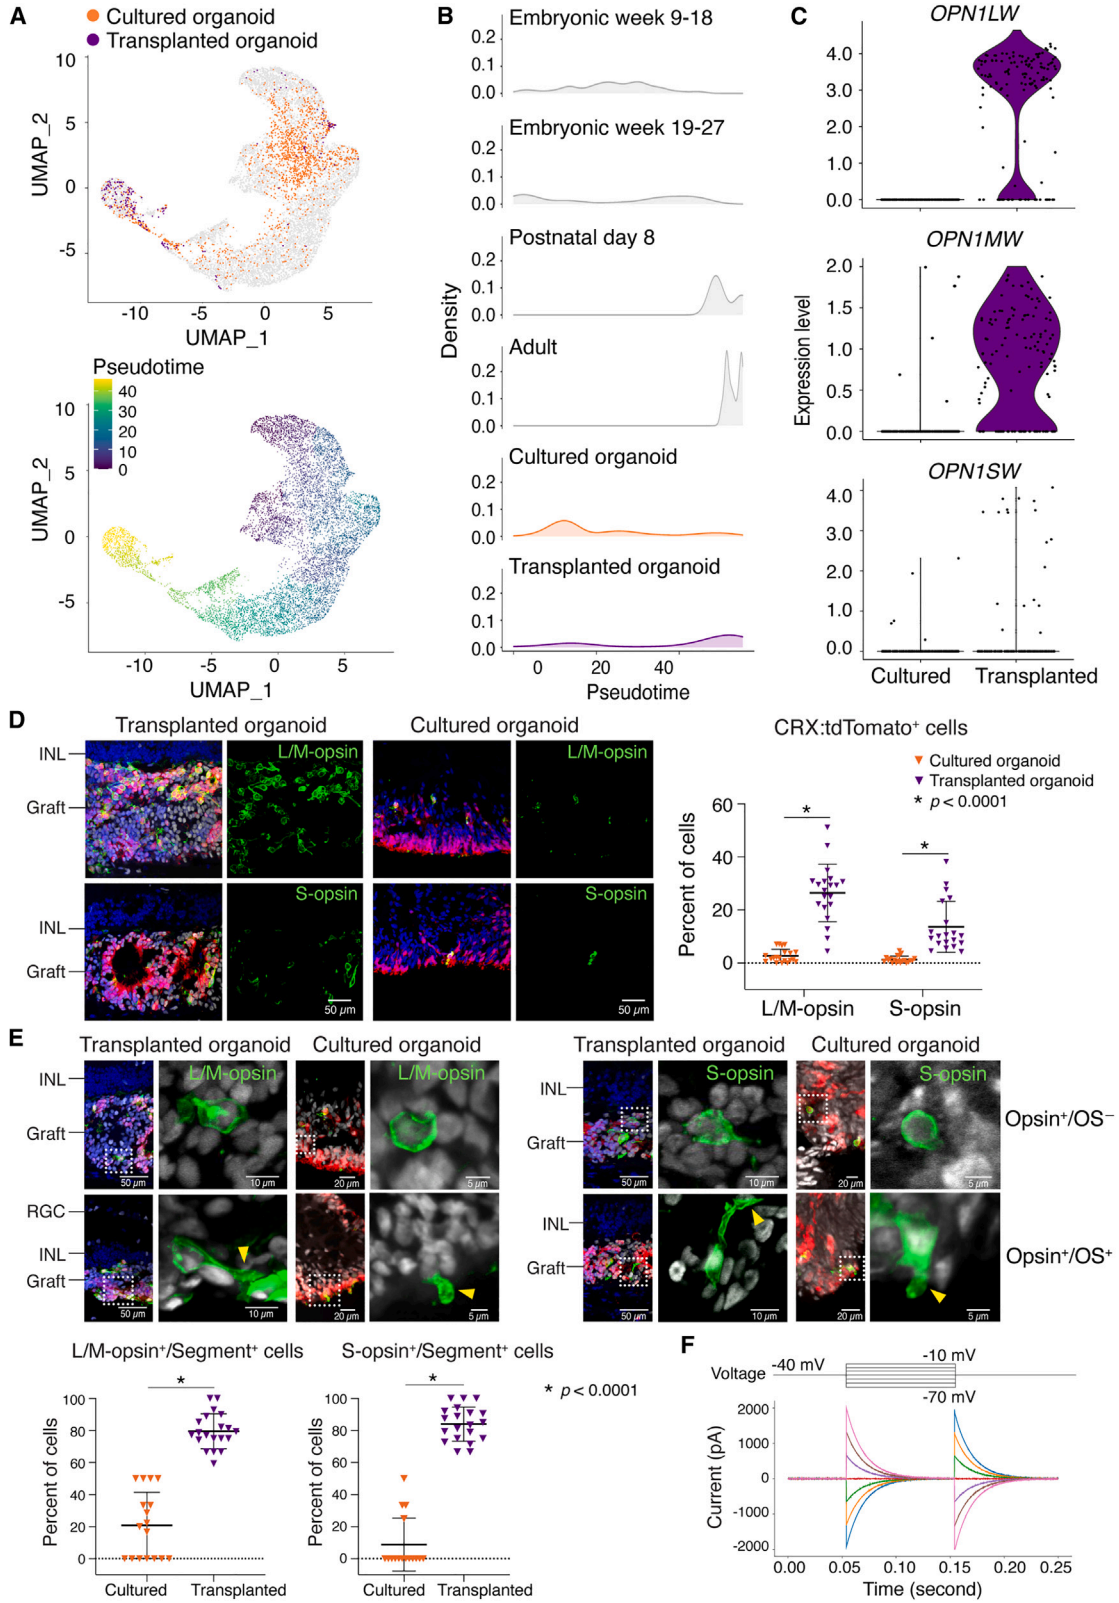 A
Cultured organoid
Transplanted organoid
10
5
0
-5
UMAP_2
-10
-5
0
5
UMAP_1
Pseudotime
40
30
20
10
0
10
5
0
-5
UMAP_2
-10
-5
0
5
UMAP_1
B
Density
Embryonic week 9-18
0.2
0.1
0.0
Embryonic week 19-27
0.2
0.1
0.0
Postnatal day 8
0.2
0.1
0.0
Adult
0.2
0.1
0.0
Cultured organoid
0.2
0.1
0.0
Transplanted organoid
0.2
0.1
0.0
0
20
40
Pseudotime
C
Expression level
OPN1LW
4.0
3.0
2.0
1.0
0.0
OPN1MW
2.0
1.5
1.0
0.5
0.0
OPN1SW
4.0
3.0
2.0
1.0
0.0
Cultured
Transplanted
D
Transplanted organoid
Cultured organoid
INL
Graft
L/M-opsin
L/M-opsin
INL
Graft
S-opsin
50 µm
S-opsin
50 µm
CRX:tdTomato⁺ cells
Cultured organoid
Transplanted organoid
* p < 0.0001
Percent of cells
60
40
20
0
*
*
L/M-opsin
S-opsin
E
Transplanted organoid
Cultured organoid
INL
Graft
50 µm
L/M-opsin
10 µm
20 µm
L/M-opsin
5 µm
RGC
INL
Graft
50 µm
10 µm
20 µm
5 µm
Transplanted organoid
Cultured organoid
INL
Graft
50 µm
S-opsin
10 µm
20 µm
S-opsin
5 µm
Opsin⁺/OS⁻
INL
Graft
50 µm
10 µm
20 µm
5 µm
Opsin⁺/OS⁺
L/M-opsin⁺/Segment⁺ cells
Percent of cells
100
80
60
40
20
0
*
Cultured
Transplanted
S-opsin⁺/Segment⁺ cells
Percent of cells
100
80
60
40
20
0
*
Cultured
Transplanted
* p < 0.0001
F
Voltage
-40 mV
-10 mV
-70 mV
Current (pA)
2000
1000
0
-1000
-2000
0.00
0.05
0.10
0.15
0.20
0.25
Time (second)